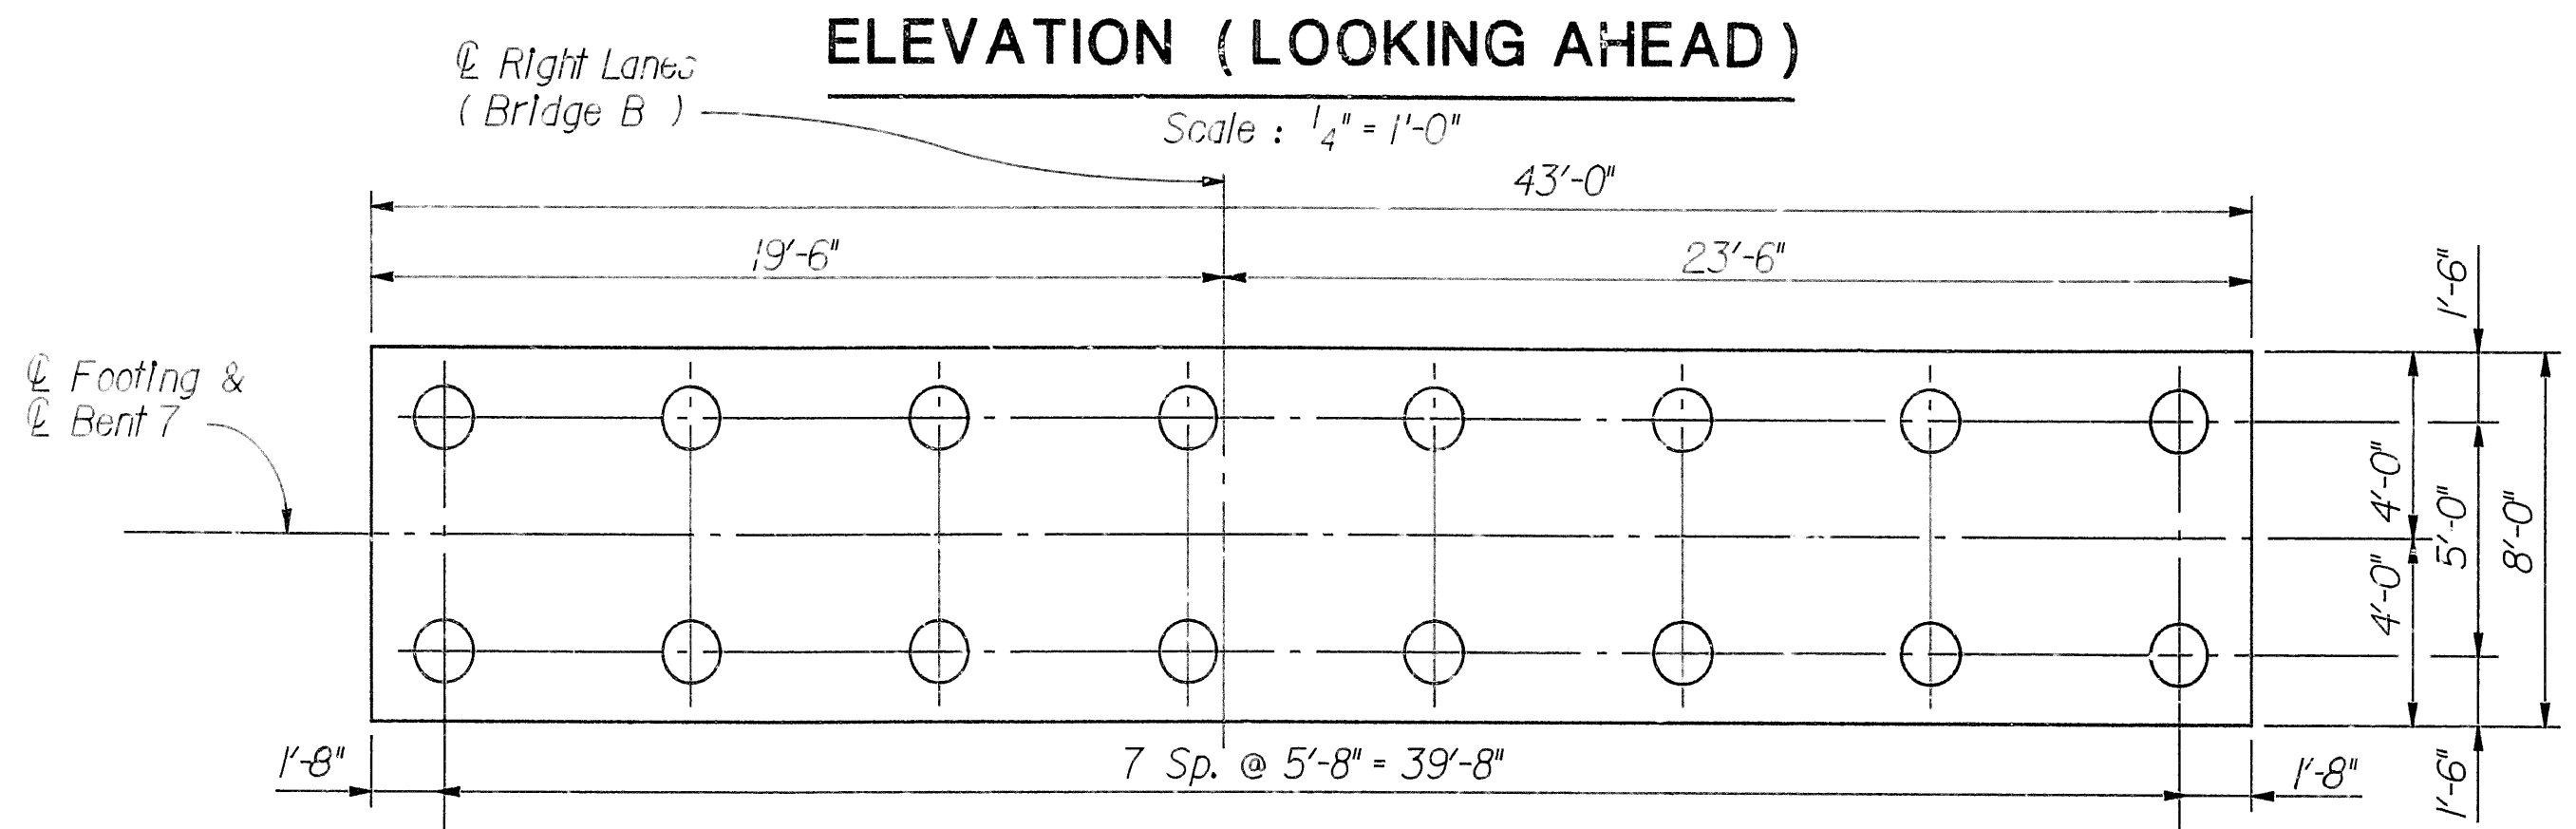 ELEVATION (LOOKING AHEAD)
℄ Right Lanes
(Bridge B)
Scale : 1/4" = 1'-0"
43'-0"
19'-6"
23'-6"
1'-6"
℄ Footing &
℄ Bent 7
4'-0"
4'-0"
5'-0"
8'-0"
1'-8"
7 Sp. @ 5'-8" = 39'-8"
1'-8"
1'-6"